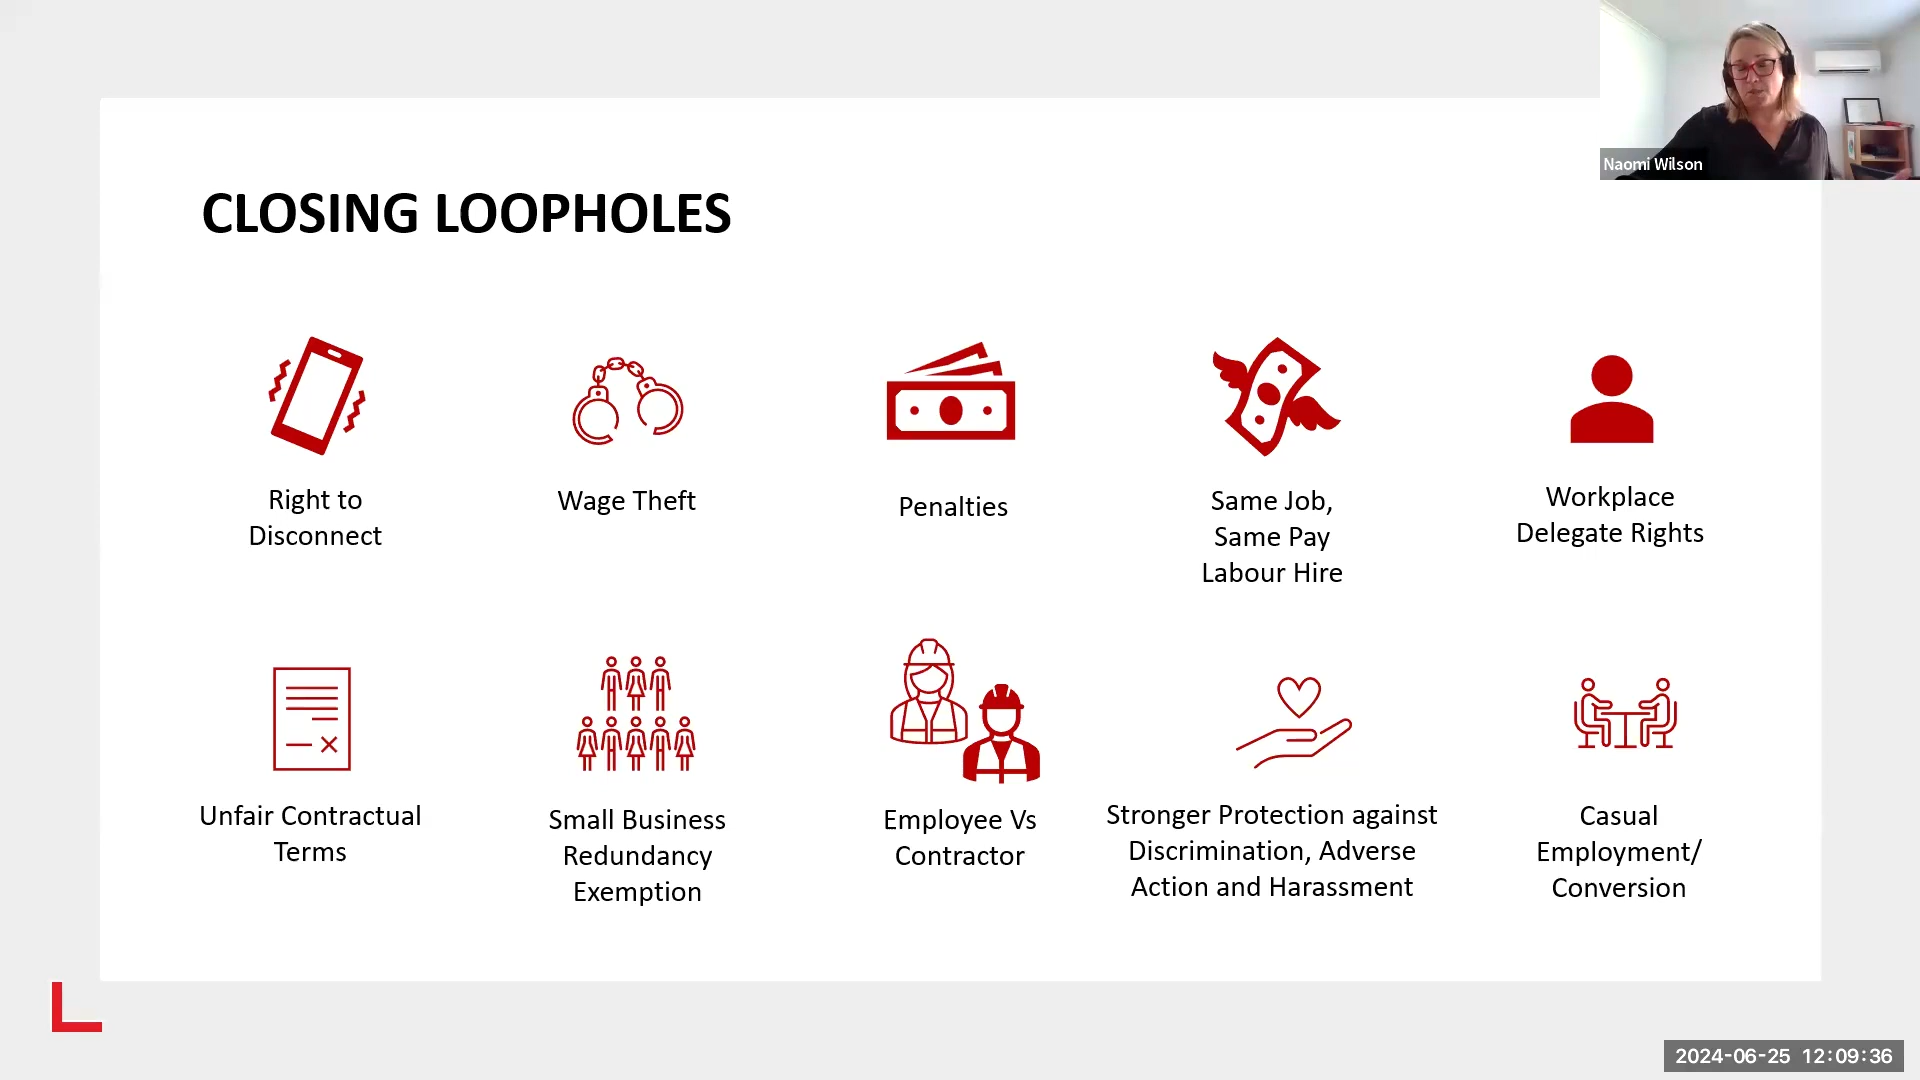 Naomi Wilson
CLOSING LOOPHOLES
Right to
Disconnect
Wage Theft
Penalties
Same Job,
Same Pay
Labour Hire
Workplace
Delegate Rights
Unfair Contractual
Terms
Small Business
Redundancy
Exemption
Employee Vs
Contractor
Stronger Protection against
Discrimination, Adverse
Action and Harassment
Casual
Employment/
Conversion
2024-06-25 12:09:36